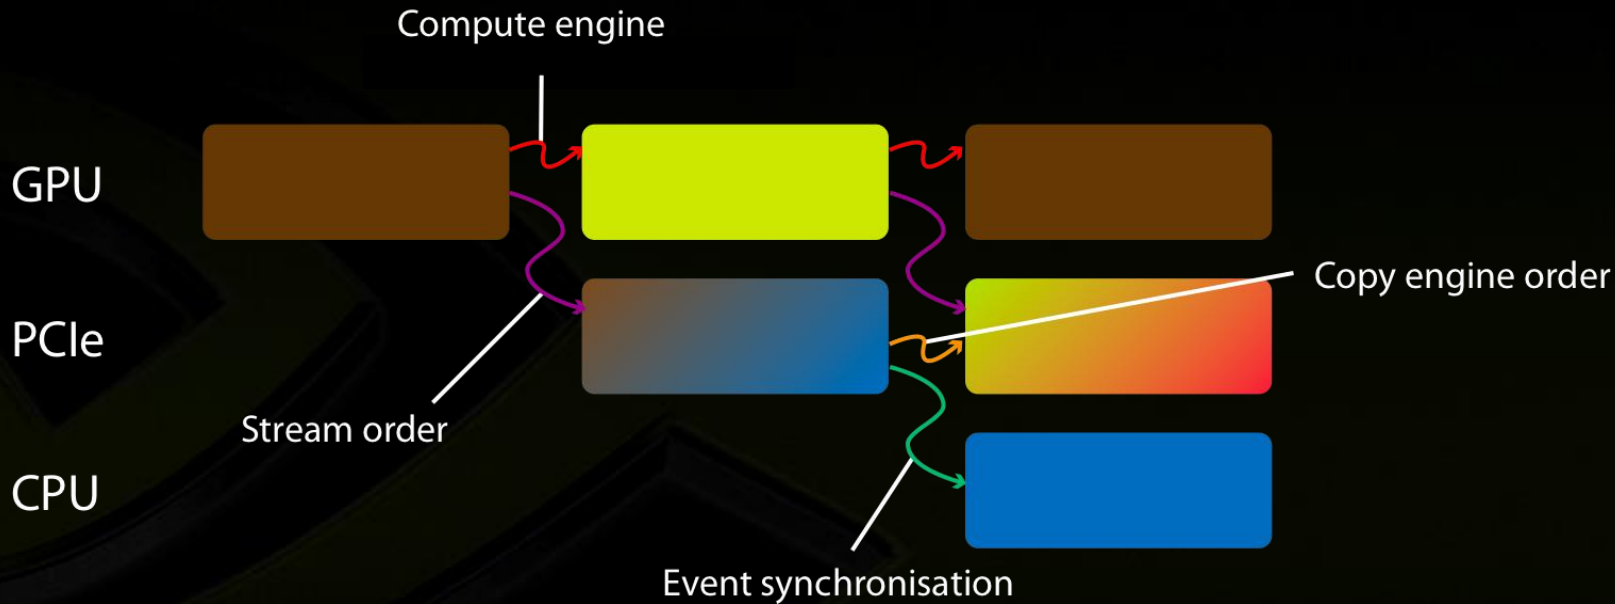 Compute engine
GPU
Copy engine order
PCIe
Stream order
CPU
Event synchronisation